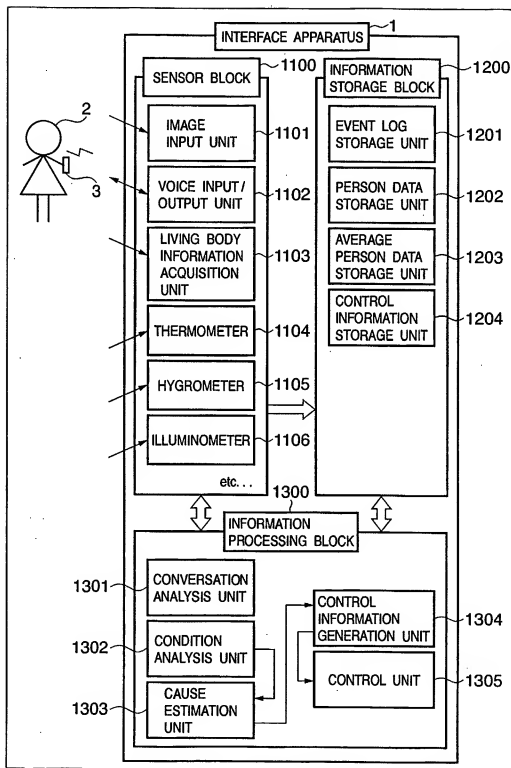 INTERFACE APPARATUS
1
SENSOR BLOCK
1100
INFORMATION
STORAGE BLOCK
1200
2
3
IMAGE
INPUT UNIT
1101
VOICE INPUT/
OUTPUT UNIT
1102
LIVING BODY
INFORMATION
ACQUISITION
UNIT
1103
THERMOMETER
1104
HYGROMETER
1105
ILLUMINOMETER
1106
etc...
EVENT LOG
STORAGE UNIT
1201
PERSON DATA
STORAGE UNIT
1202
AVERAGE
PERSON DATA
STORAGE UNIT
1203
CONTROL
INFORMATION
STORAGE UNIT
1204
1300
INFORMATION
PROCESSING BLOCK
1301
CONVERSATION
ANALYSIS UNIT
1302
CONDITION
ANALYSIS UNIT
1303
CAUSE
ESTIMATION
UNIT
CONTROL
INFORMATION
GENERATION UNIT
1304
CONTROL UNIT
1305